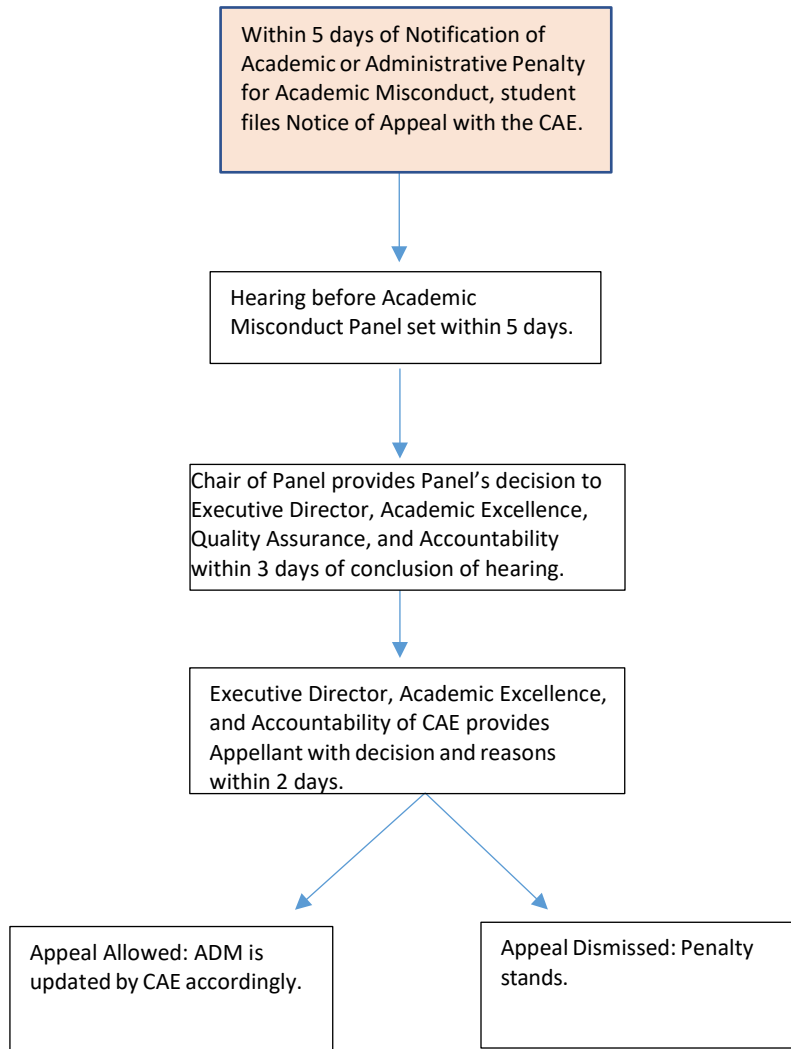 Within 5 days of Notification of
Academic or Administrative Penalty
for Academic Misconduct, student
files Notice of Appeal with the CAE.
Hearing before Academic
Misconduct Panel set within 5 days.
Chair of Panel provides Panel’s decision to
Executive Director, Academic Excellence,
Quality Assurance, and Accountability
within 3 days of conclusion of hearing.
Executive Director, Academic Excellence,
and Accountability of CAE provides
Appellant with decision and reasons
within 2 days.
Appeal Allowed: ADM is
updated by CAE accordingly.
Appeal Dismissed: Penalty
stands.